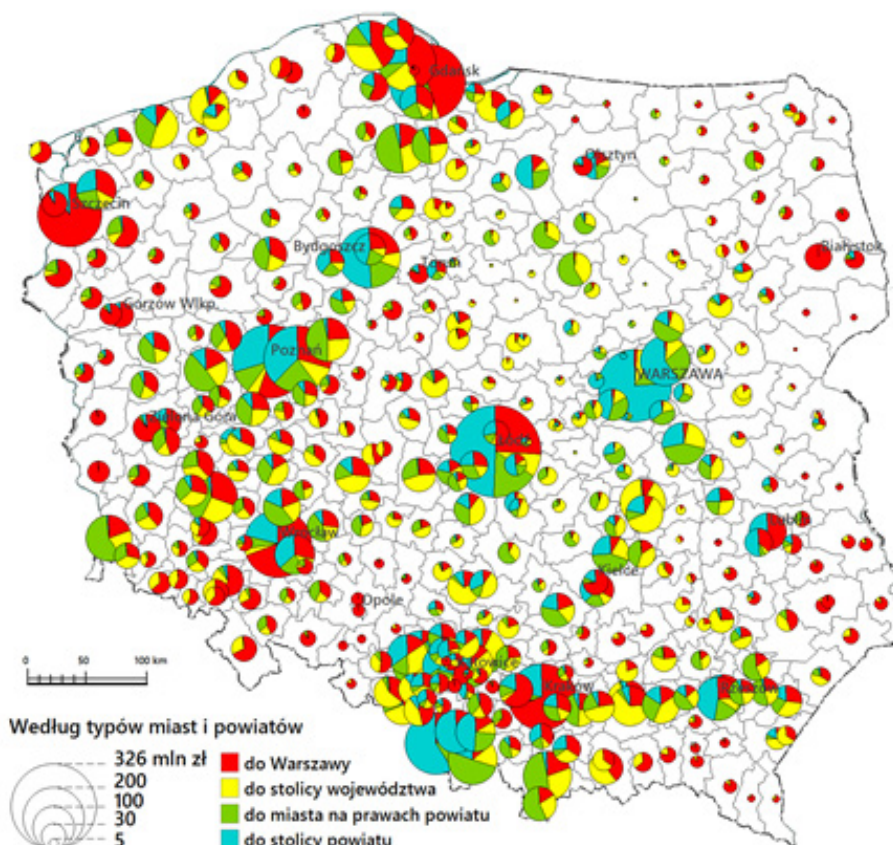 Gdańsk
Olsztyn
Szczecin
Bydgoszcz
Toruń
Białystok
Gorzów Wlkp
Poznań
WARSZAWA
Zielona Góra
Łódź
Wrocław
Lublin
Kielce
Opole
Katowice
Kraków
Rzeszów
0 50 100 km
Według typów miast i powiatów
326 mln zł
200
100
30
5
do Warszawy
do stolicy województwa
do miasta na prawach powiatu
do stolicy powiatu